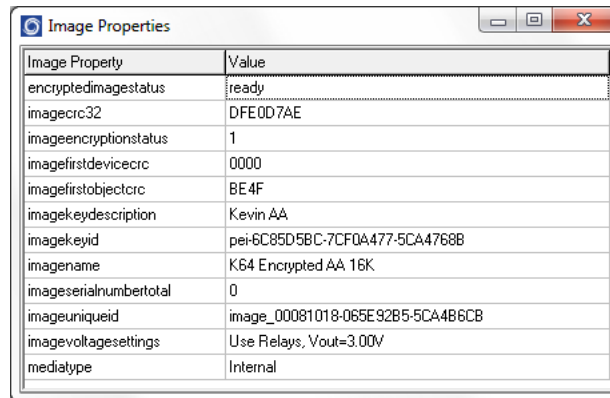 Image Properties
Image Property Value
encryptedimagestatus ready
imagecrc32 DFE0D7AE
imageencryptionstatus 1
imagefirstdevicecrc 0000
imagefirstobjectcrc BE4F
imagekeydescription Kevin AA
imagekeyid pei-6C85D5BC-7CF0A477-5CA4768B
imagename K64 Encrypted AA 16K
imageserialnumbertotal 0
imageuniqueid image_00081018-065E92B5-5CA4B6CB
imagevoltagesettings Use Relays, Vout=3.00V
mediatype Internal